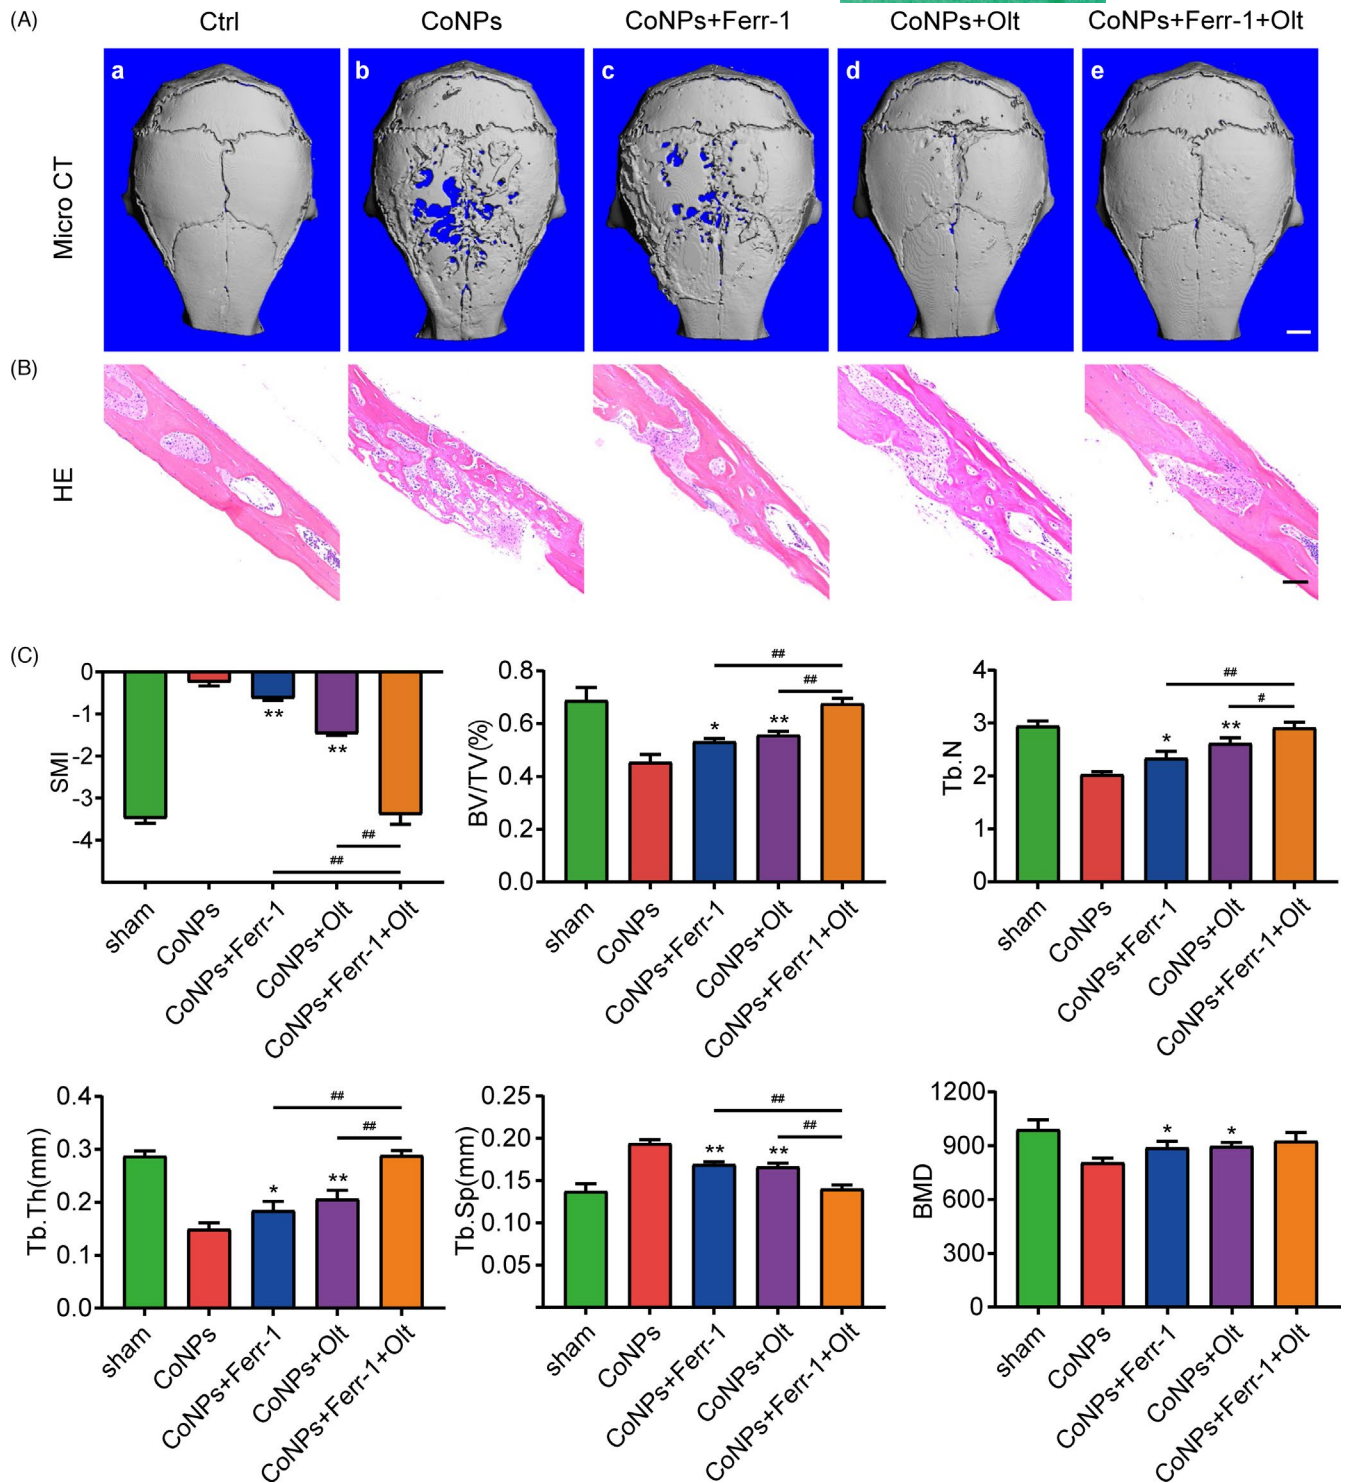 (A) Ctrl CoNPs CoNPs+Ferr-1 CoNPs+Olt CoNPs+Ferr-1+Olt
a b c d e
Micro CT
(B)
HE
(C)
0
-1
-2
-3
-4
SMI
** **
##
##
sham CoNPs CoNPs+Ferr-1 CoNPs+Olt CoNPs+Ferr-1+Olt
0.8
0.6
0.4
0.2
0.0
BV/TV(%)
##
##
* **
sham CoNPs CoNPs+Ferr-1 CoNPs+Olt CoNPs+Ferr-1+Olt
4
3
2
1
0
Tb.N
##
#
* **
sham CoNPs CoNPs+Ferr-1 CoNPs+Olt CoNPs+Ferr-1+Olt
0.4
0.3
0.2
0.1
0.0
Tb.Th(mm)
##
##
* **
sham CoNPs CoNPs+Ferr-1 CoNPs+Olt CoNPs+Ferr-1+Olt
0.25
0.20
0.15
0.10
0.05
Tb.Sp(mm)
##
##
** **
sham CoNPs CoNPs+Ferr-1 CoNPs+Olt CoNPs+Ferr-1+Olt
1200
900
600
300
0
BMD
* *
sham CoNPs CoNPs+Ferr-1 CoNPs+Olt CoNPs+Ferr-1+Olt